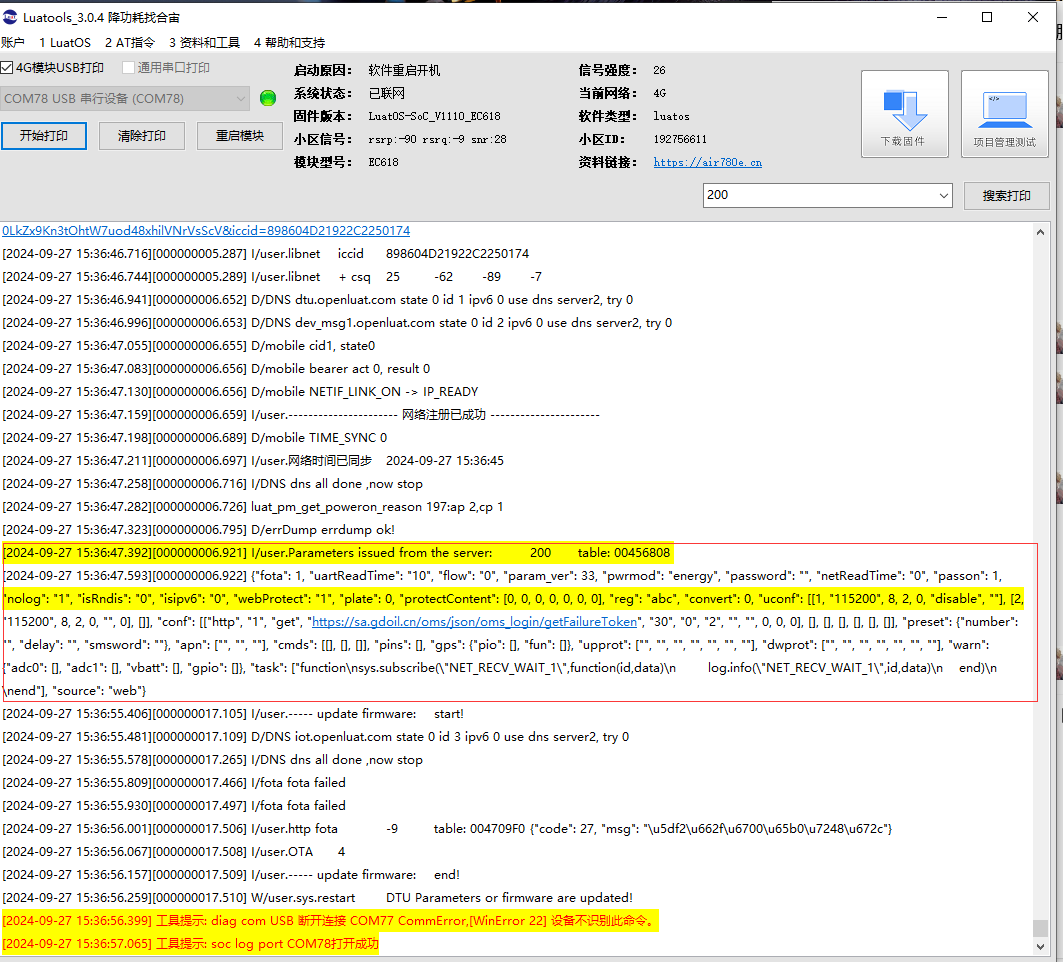 Luatools_3.0.4 降功耗找合宙
账户 1 LuatOS 2 AT指令 3 资料和工具 4 帮助和支持
4G模块USB打印 通用串口打印
COM78 USB 串行设备 (COM78)
开始打印 清除打印 重启模块
启动原因: 软件重启开机 信号强度: 26
系统状态: 已联网 当前网络: 4G
固件版本: LuatOS-SoC_V1110_EC618 软件类型: luatos
小区信号: rsrp:-90 rsrq:-9 snr:28 小区ID: 192756611
模块型号: EC618 资料链接: https://air780e.cn
下载固件 项目管理测试
200 搜索打印
0LkZx9Kn3tOhtW7uod48xhilVNrVsScV&iccid=898604D21922C2250174
[2024-09-27 15:36:46.716][000000005.287] I/user.libnet iccid 898604D21922C2250174
[2024-09-27 15:36:46.744][000000005.289] I/user.libnet + csq 25 -62 -89 -7
[2024-09-27 15:36:46.941][000000006.652] D/DNS dtu.openluat.com state 0 id 1 ipv6 0 use dns server2, try 0
[2024-09-27 15:36:46.996][000000006.653] D/DNS dev_msg1.openluat.com state 0 id 2 ipv6 0 use dns server2, try 0
[2024-09-27 15:36:47.055][000000006.655] D/mobile cid1, state0
[2024-09-27 15:36:47.083][000000006.655] D/mobile bearer act 0, result 0
[2024-09-27 15:36:47.130][000000006.656] D/mobile NETIF_LINK_ON -> IP_READY
[2024-09-27 15:36:47.159][000000006.659] I/user.---------------------- 网络注册已成功 ----------------------
[2024-09-27 15:36:47.198][000000006.689] D/mobile TIME_SYNC 0
[2024-09-27 15:36:47.211][000000006.697] I/user.网络时间已同步 2024-09-27 15:36:45
[2024-09-27 15:36:47.258][000000006.716] I/DNS dns all done ,now stop
[2024-09-27 15:36:47.282][000000006.726] luat_pm_get_poweron_reason 197:ap 2,cp 1
[2024-09-27 15:36:47.323][000000006.795] D/errDump errdump ok!
[2024-09-27 15:36:47.392][000000006.921] I/user.Parameters issued from the server: 200 table: 00456808
[2024-09-27 15:36:47.593][000000006.922] {"fota": 1, "uartReadTime": "10", "flow": "0", "param_ver": 33, "pwrmod": "energy", "password": "", "netReadTime": "0", "passon": 1,
"nolog": "1", "isRndis": "0", "isipv6": "0", "webProtect": "1", "plate": 0, "protectContent": [0, 0, 0, 0, 0, 0, 0], "reg": "abc", "convert": 0, "uconf": [[1, "115200", 8, 2, 0, "disable", ""], [2,
"115200", 8, 2, 0, "", 0], []], "conf": [["http", "1", "get", "https://sa.gdoil.cn/oms/json/oms_login/getFailureToken", "30", "0", "2", "", "", 0, 0, 0], [], [], [], [], [], []], "preset": {"number":
"", "delay": "", "smsword": ""}, "apn": ["", "", ""], "cmds": [[], [], []], "pins": [], "gps": {"pio": [], "fun": []}, "upprot": ["", "", "", "", "", "", ""], "dwprot": ["", "", "", "", "", "", ""], "warn":
{"adc0": [], "adc1": [], "vbatt": [], "gpio": []}, "task": ["function\nsys.subscribe(\"NET_RECV_WAIT_1\",function(id,data)\n log.info(\"NET_RECV_WAIT_1\",id,data)\n end)\n
\nend"], "source": "web"}
[2024-09-27 15:36:55.406][000000017.105] I/user.----- update firmware: start!
[2024-09-27 15:36:55.481][000000017.109] D/DNS iot.openluat.com state 0 id 3 ipv6 0 use dns server2, try 0
[2024-09-27 15:36:55.578][000000017.265] I/DNS dns all done ,now stop
[2024-09-27 15:36:55.809][000000017.466] I/fota fota failed
[2024-09-27 15:36:55.930][000000017.497] I/fota fota failed
[2024-09-27 15:36:56.001][000000017.506] I/user.http fota -9 table: 004709F0 {"code": 27, "msg": "\u5df2\u662f\u6700\u65b0\u7248\u672c"}
[2024-09-27 15:36:56.067][000000017.508] I/user.OTA 4
[2024-09-27 15:36:56.157][000000017.509] I/user.----- update firmware: end!
[2024-09-27 15:36:56.259][000000017.510] W/user.sys.restart DTU Parameters or firmware are updated!
[2024-09-27 15:36:56.399] 工具提示: diag com USB 断开连接 COM77 CommError,[WinError 22] 设备不识别此命令。
[2024-09-27 15:36:57.065] 工具提示: soc log port COM78打开成功